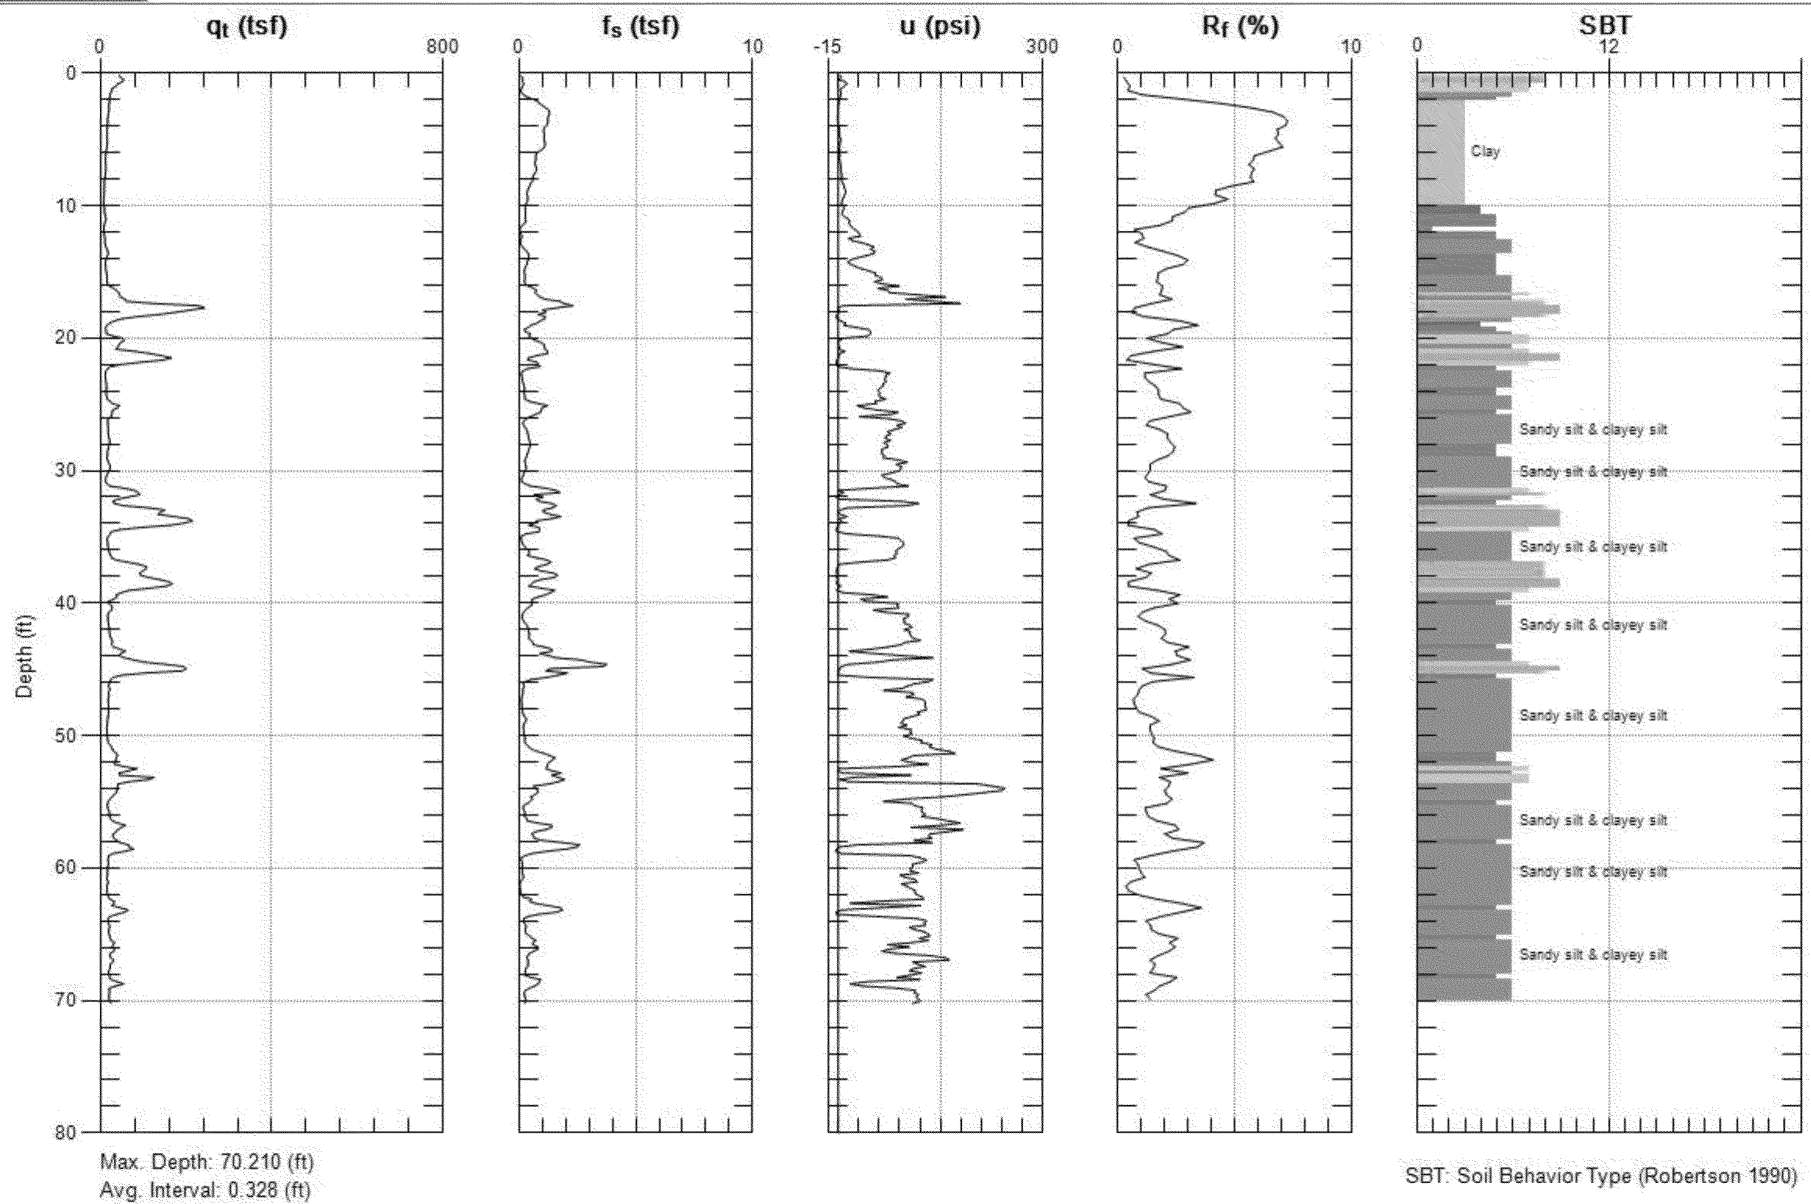 qt (tsf) fs (tsf) u (psi) Rf (%) SBT
0 800 0 10 -15 300 0 10 0 12
0
Clay
10
20
Sandy silt & clayey silt
30 Sandy silt & clayey silt
Sandy silt & clayey silt
40
Sandy silt & clayey silt
Depth (ft)
Sandy silt & clayey silt
50
Sandy silt & clayey silt
60 Sandy silt & clayey silt
Sandy silt & clayey silt
70
80
Max. Depth: 70.210 (ft)
Avg. Interval: 0.328 (ft)
SBT: Soil Behavior Type (Robertson 1990)